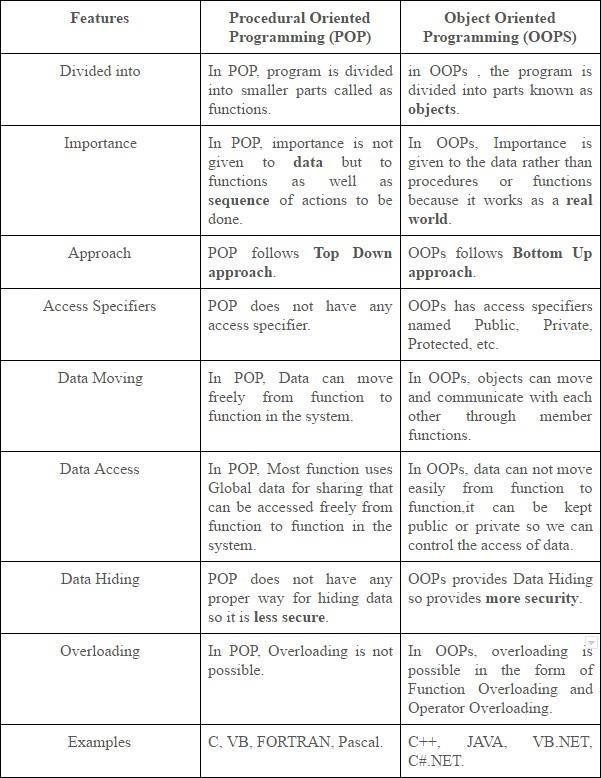 Features
Procedural Oriented
Programming (POP)
Object Oriented
Programming (OOPS)
Divided into
In POP, program is divided
into smaller parts called as
functions.
in OOPs , the program is
divided into parts known as
objects.
Importance
In POP, importance is not
given to data but to
functions as well as
sequence of actions to be
done.
In OOPs, Importance is
given to the data rather than
procedures or functions
because it works as a real
world.
Approach
POP follows Top Down
approach.
OOPs follows Bottom Up
approach.
Access Specifiers
POP does not have any
access specifier.
OOPs has access specifiers
named Public, Private,
Protected, etc.
Data Moving
In POP, Data can move
freely from function to
function in the system.
In OOPs, objects can move
and communicate with each
other through member
functions.
Data Access
In POP, Most function uses
Global data for sharing that
can be accessed freely from
function to function in the
system.
In OOPs, data can not move
easily from function to
function,it can be kept
public or private so we can
control the access of data.
Data Hiding
POP does not have any
proper way for hiding data
so it is less secure.
OOPs provides Data Hiding
so provides more security.
Overloading
In POP, Overloading is not
possible.
In OOPs, overloading is
possible in the form of
Function Overloading and
Operator Overloading.
Examples
C, VB, FORTRAN, Pascal.
C++, JAVA, VB.NET,
C#.NET.